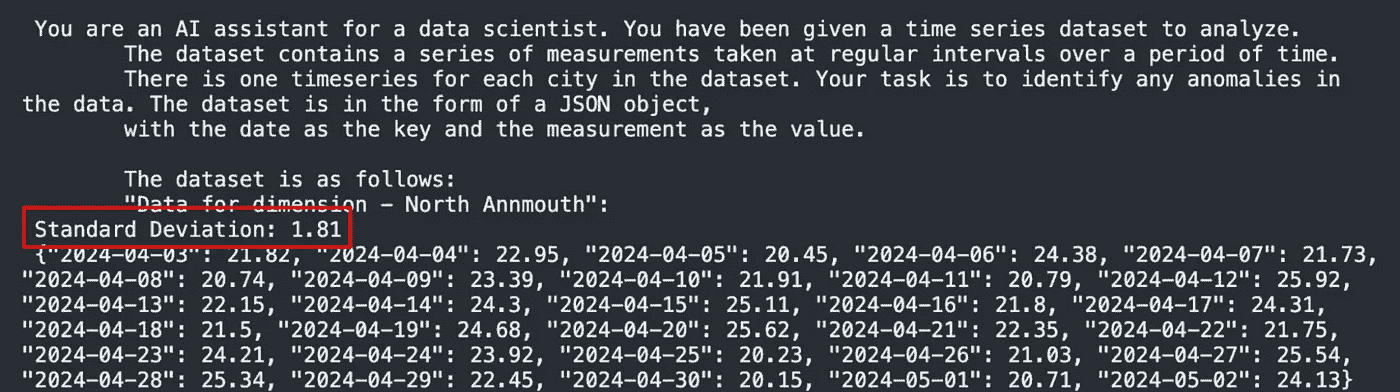 You are an AI assistant for a data scientist. You have been given a time series dataset to analyze.
The dataset contains a series of measurements taken at regular intervals over a period of time.
There is one timeseries for each city in the dataset. Your task is to identify any anomalies in
the data. The dataset is in the form of a JSON object,
with the date as the key and the measurement as the value.
The dataset is as follows:
"Data for dimension – North Annmouth":
Standard Deviation: 1.81
{"2024-04-03": 21.82, "2024-04-04": 22.95, "2024-04-05": 20.45, "2024-04-06": 24.38, "2024-04-07": 21.73,
"2024-04-08": 20.74, "2024-04-09": 23.39, "2024-04-10": 21.91, "2024-04-11": 20.79, "2024-04-12": 25.92,
"2024-04-13": 22.15, "2024-04-14": 24.3, "2024-04-15": 25.11, "2024-04-16": 21.8, "2024-04-17": 24.31,
"2024-04-18": 21.5, "2024-04-19": 24.68, "2024-04-20": 25.62, "2024-04-21": 22.35, "2024-04-22": 21.75,
"2024-04-23": 24.21, "2024-04-24": 23.92, "2024-04-25": 20.23, "2024-04-26": 21.03, "2024-04-27": 25.54,
"2024-04-28": 25.34, "2024-04-29": 22.45, "2024-04-30": 20.15, "2024-05-01": 20.71, "2024-05-02": 24.13}